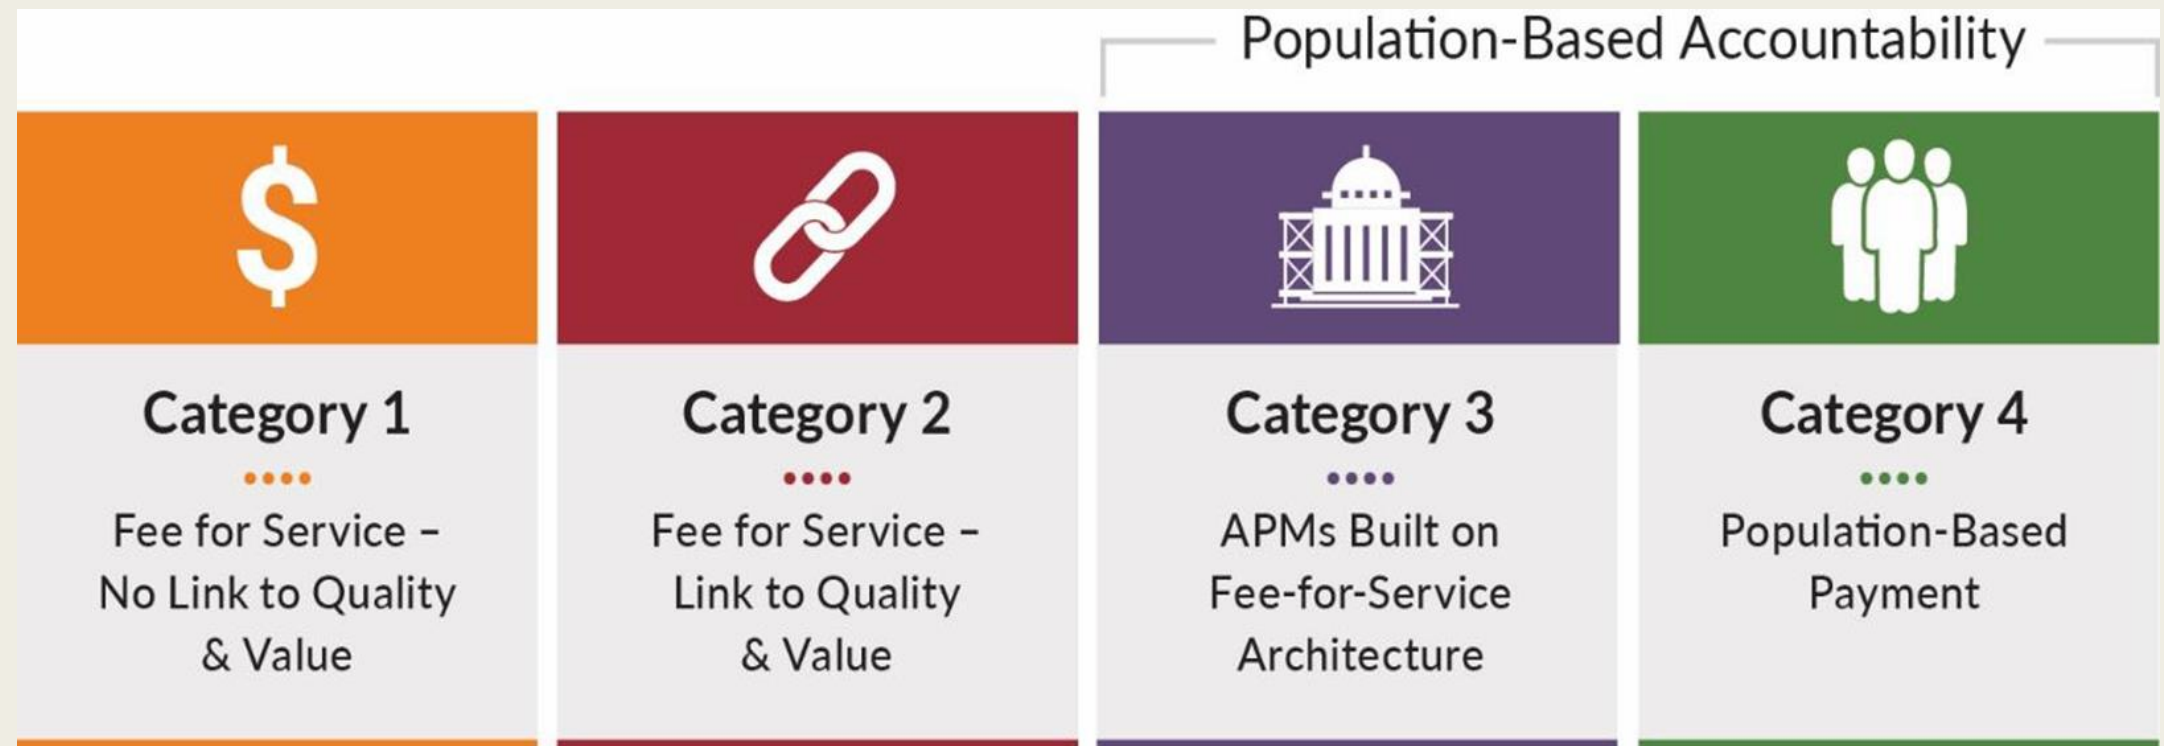 Population-Based Accountability
$
Category 1
Fee for Service –
No Link to Quality
& Value
Category 2
Fee for Service –
Link to Quality
& Value
Category 3
APMs Built on
Fee-for-Service
Architecture
Category 4
Population-Based
Payment